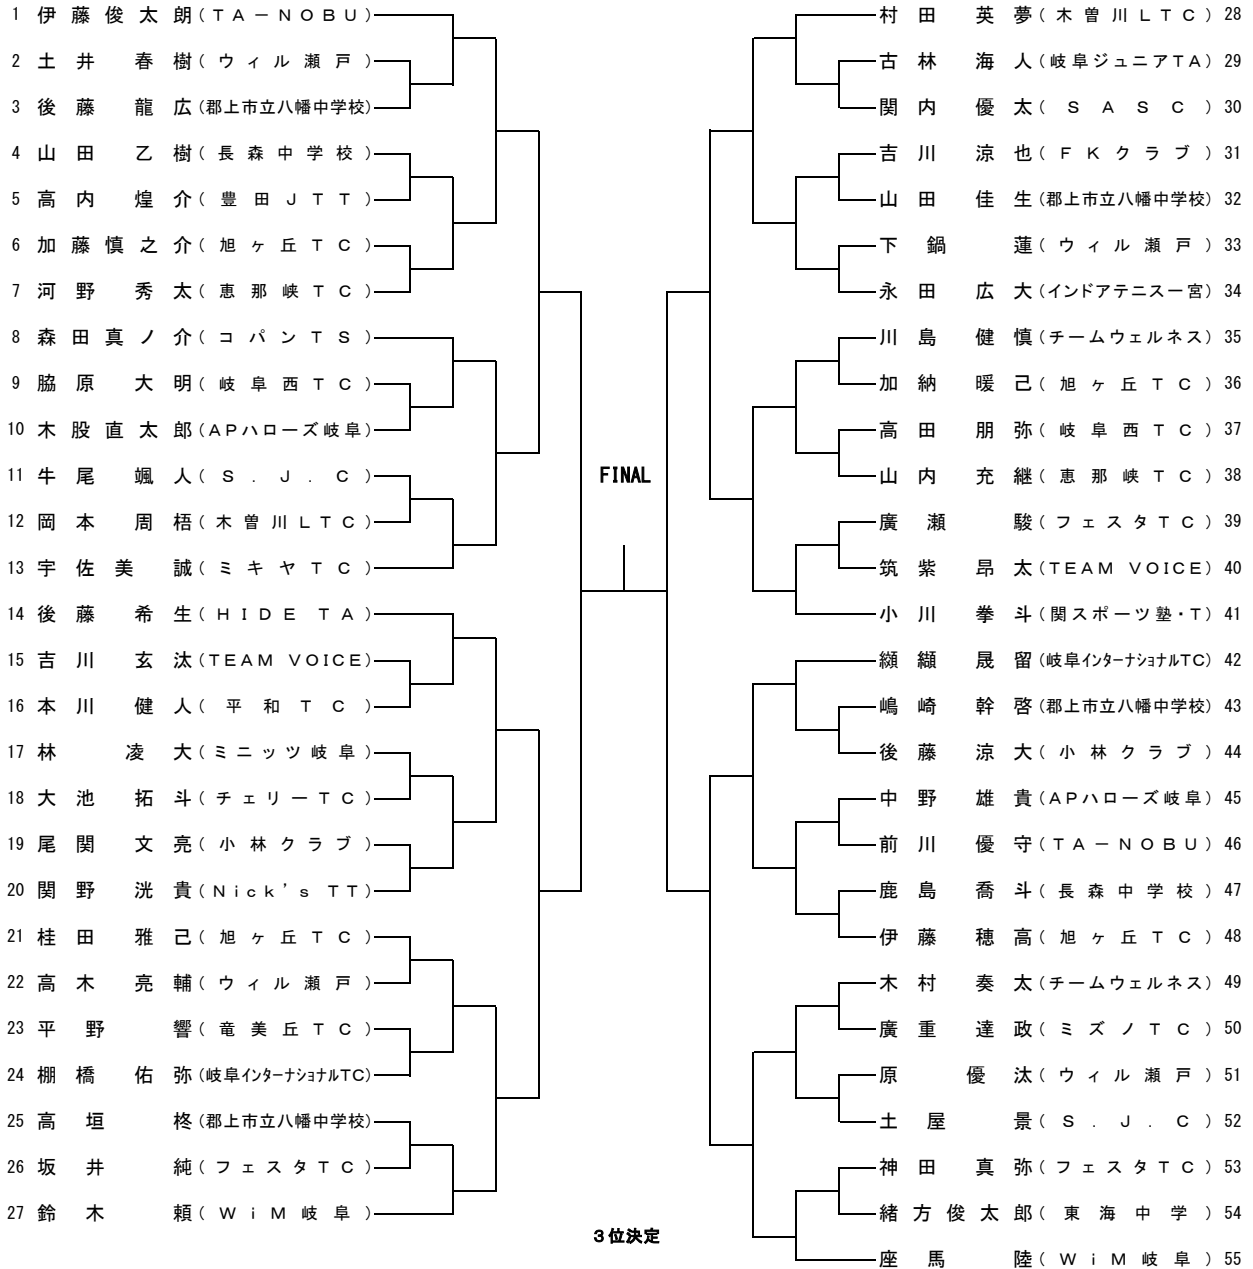 1 伊藤俊太朗(TA－NOBU)
2 土井春樹(ウィル瀬戸)
3 後藤龍広(郡上市立八幡中学校)
4 山田乙樹(長森中学校)
5 高内煌介(豊田JTT)
6 加藤慎之介(旭ヶ丘TC)
7 河野秀太(恵那峡TC)
8 森田真ノ介(コパンTS)
9 脇原大明(岐阜西TC)
10 木股直太郎(APハローズ岐阜)
11 牛尾颯人(S.J.C)
12 岡本周梧(木曽川LTC)
13 宇佐美誠(ミキヤTC)
14 後藤希生(HIDE TA)
15 吉川玄汰(TEAM VOICE)
16 本川健人(平和TC)
17 林凌大(ミニッツ岐阜)
18 大池拓斗(チェリーTC)
19 尾関文亮(小林クラブ)
20 関野洸貴(Nick's TT)
21 桂田雅己(旭ヶ丘TC)
22 高木亮輔(ウィル瀬戸)
23 平野響(竜美丘TC)
24 棚橋佑弥(岐阜インターナショナルTC)
25 高垣柊(郡上市立八幡中学校)
26 坂井純(フェスタTC)
27 鈴木頼(WiM岐阜)
FINAL
3位決定
村田英夢(木曽川LTC) 28
古林海人(岐阜ジュニアTA) 29
関内優太(SASC) 30
吉川涼也(FKクラブ) 31
山田佳生(郡上市立八幡中学校) 32
下鍋蓮(ウィル瀬戸) 33
永田広大(インドアテニス一宮) 34
川島健慎(チームウェルネス) 35
加納暖己(旭ヶ丘TC) 36
高田朋弥(岐阜西TC) 37
山内充継(恵那峡TC) 38
廣瀬駿(フェスタTC) 39
筑紫昂太(TEAM VOICE) 40
小川拳斗(関スポーツ塾・T) 41
纐纈晟留(岐阜インターナショナルTC) 42
嶋崎幹啓(郡上市立八幡中学校) 43
後藤涼大(小林クラブ) 44
中野雄貴(APハローズ岐阜) 45
前川優守(TA－NOBU) 46
鹿島喬斗(長森中学校) 47
伊藤穂高(旭ヶ丘TC) 48
木村奏太(チームウェルネス) 49
廣重達政(ミズノTC) 50
原優汰(ウィル瀬戸) 51
土屋景(S.J.C) 52
神田真弥(フェスタTC) 53
緒方俊太郎(東海中学) 54
座馬陸(WiM岐阜) 55